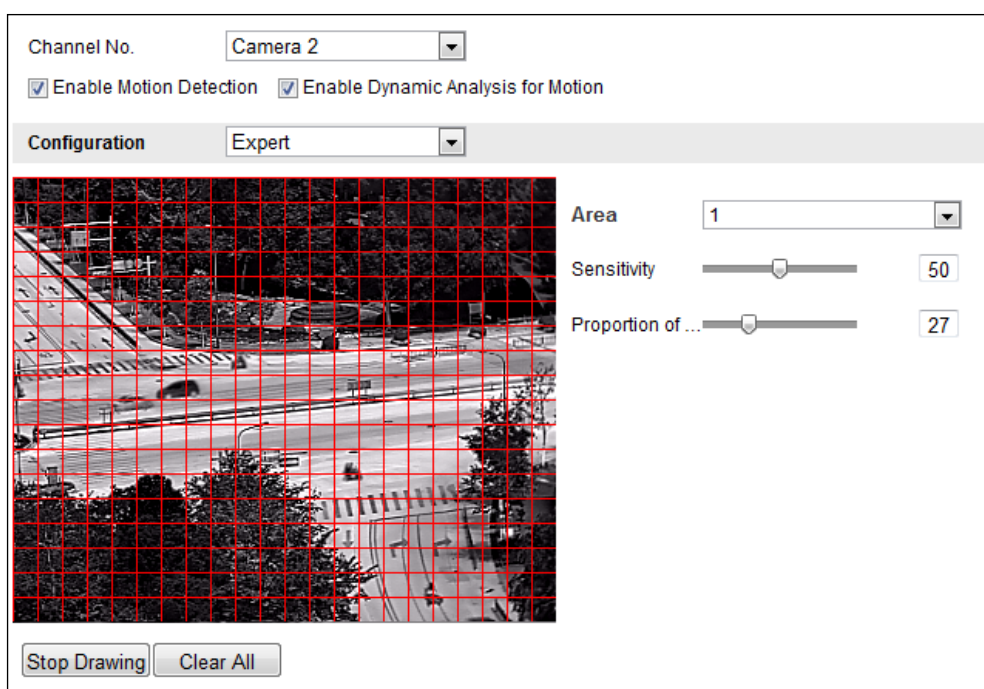 Channel No. Camera 2
Enable Motion Detection Enable Dynamic Analysis for Motion
Configuration Expert
Area 1
Sensitivity 50
Proportion of ... 27
Stop Drawing Clear All